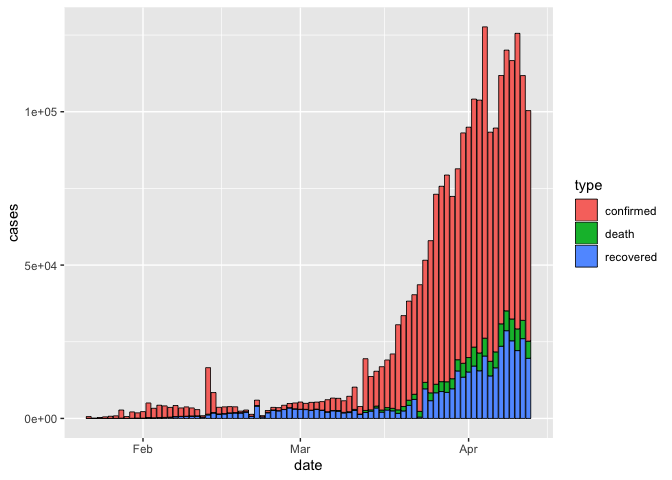 1e+05
5e+04
0e+00
cases
Feb
Mar
Apr
date
type
confirmed
death
recovered